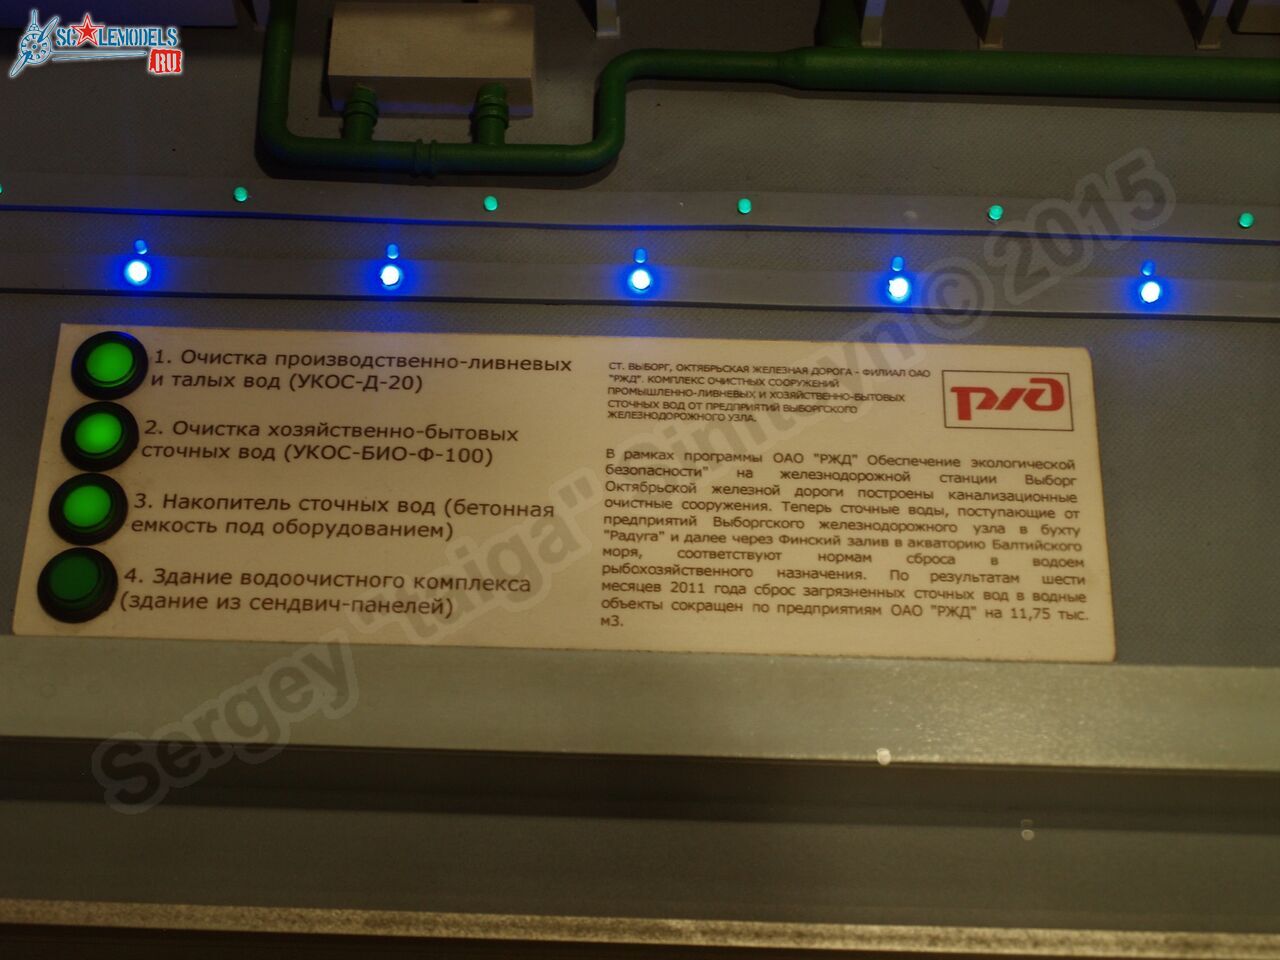 SCALEMODELS
RU
1. Очистка производственно-ливневых
и талых вод (УКОС-Д-20)
2. Очистка хозяйственно-бытовых
сточных вод (УКОС-БИО-Ф-100)
3. Накопитель сточных вод (бетонная
емкость под оборудованием)
4. Здание водоочистного комплекса
(здание из сендвич-панелей)
СТ. ВЫБОРГ, ОКТЯБРЬСКАЯ ЖЕЛЕЗНАЯ ДОРОГА - ФИЛИАЛ ОАО
"РЖД". КОМПЛЕКС ОЧИСТНЫХ СООРУЖЕНИЙ
ПРОМЫШЛЕННО-ЛИВНЕВЫХ И ХОЗЯЙСТВЕННО-БЫТОВЫХ
СТОЧНЫХ ВОД ОТ ПРЕДПРИЯТИЙ ВЫБОРГСКОГО
ЖЕЛЕЗНОДОРОЖНОГО УЗЛА.
РЖД
В рамках программы ОАО "РЖД" Обеспечение экологической
безопасности" на железнодорожной станции Выборг
Октябрьской железной дороги построены канализационные
очистные сооружения. Теперь сточные воды, поступающие от
предприятий Выборгского железнодорожного узла в бухту
"Радуга" и далее через Финский залив в акваторию Балтийского
моря, соответствуют нормам сброса в водоем
рыбохозяйственного назначения. По результатам шести
месяцев 2011 года сброс загрязненных сточных вод в водные
объекты сокращен по предприятиям ОАО "РЖД" на 11,75 тыс.
м3.
Sergey "taiga" Dimitsyn © 2015